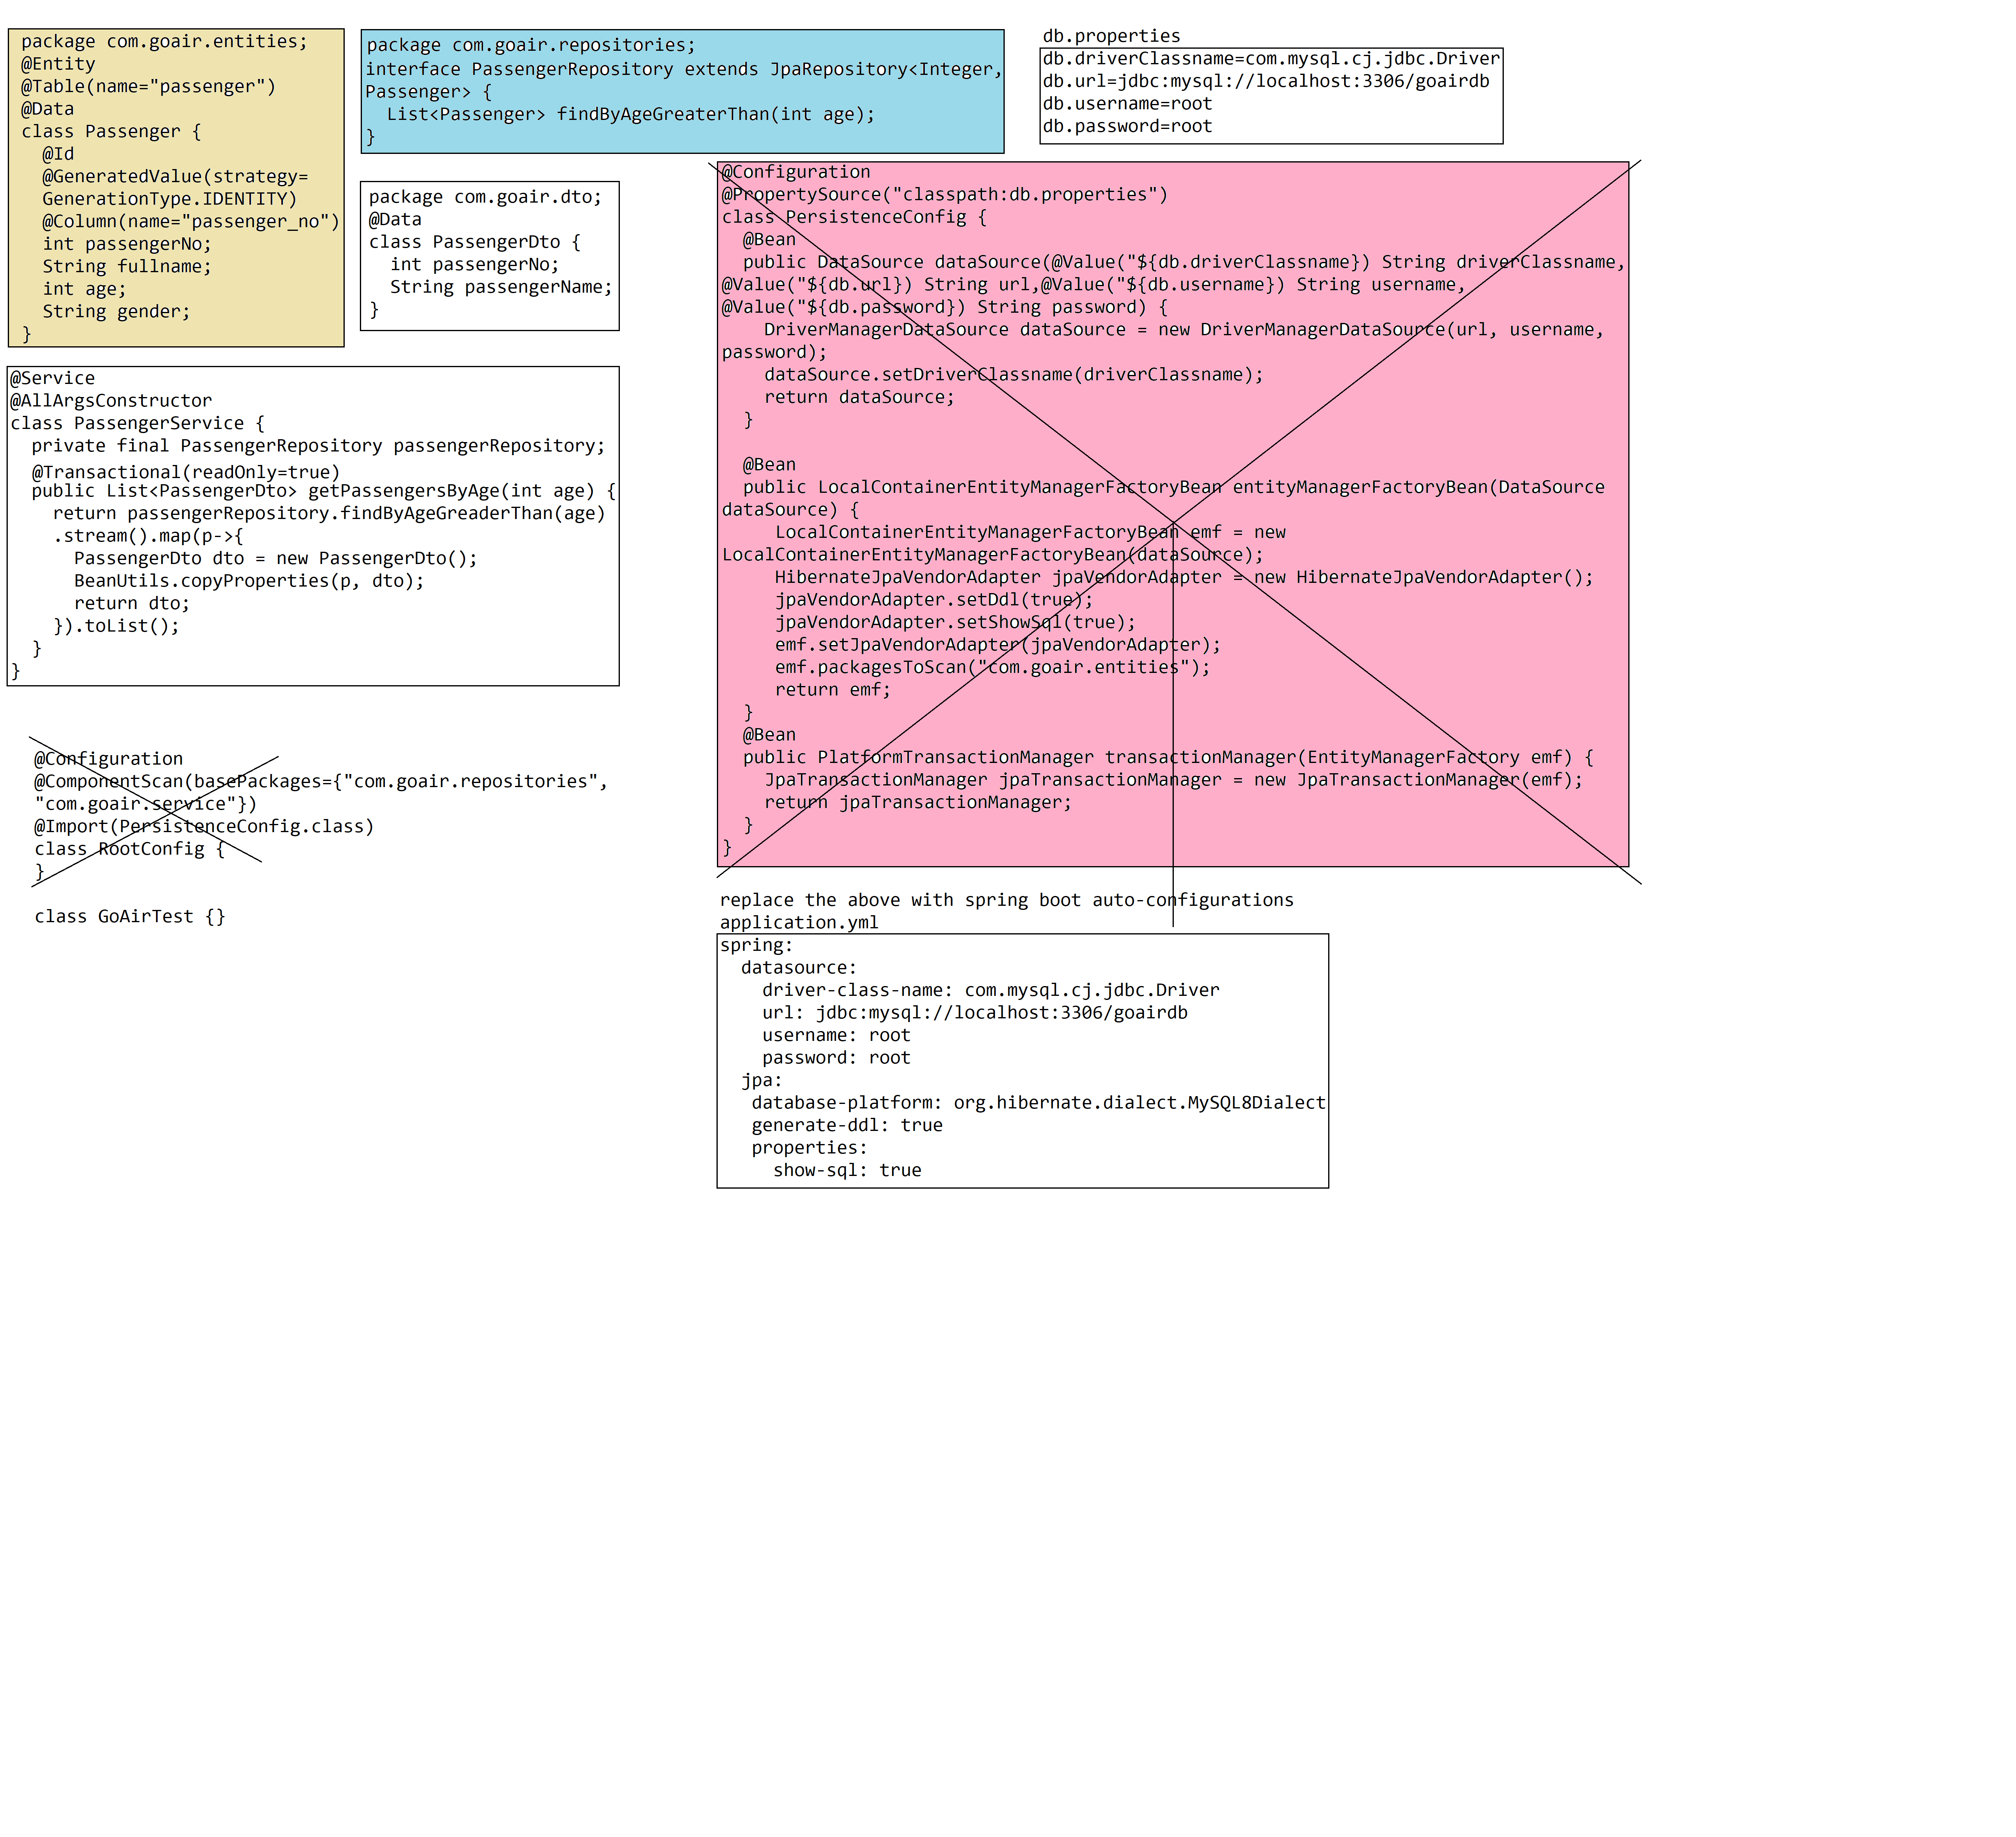 package com.goair.entities;
@Entity
@Table(name="passenger")
@Data
class Passenger {
  @Id
  @GeneratedValue(strategy=
  GenerationType.IDENTITY)
  @Column(name="passenger_no")
  int passengerNo;
  String fullname;
  int age;
  String gender;
}
package com.goair.repositories;
interface PassengerRepository extends JpaRepository<Integer,
Passenger> {
  List<Passenger> findByAgeGreaterThan(int age);
}
db.properties
db.driverClassname=com.mysql.cj.jdbc.Driver
db.url=jdbc:mysql://localhost:3306/goairdb
db.username=root
db.password=root
package com.goair.dto;
@Data
class PassengerDto {
  int passengerNo;
  String passengerName;
}
@Configuration
@PropertySource("classpath:db.properties")
class PersistenceConfig {
  @Bean
  public DataSource dataSource(@Value("${db.driverClassname}) String driverClassname,
@Value("${db.url}) String url,@Value("${db.username}) String username,
@Value("${db.password}) String password) {
    DriverManagerDataSource dataSource = new DriverManagerDataSource(url, username,
password);
    dataSource.setDriverClassname(driverClassname);
    return dataSource;
  }
  @Bean
  public LocalContainerEntityManagerFactoryBean entityManagerFactoryBean(DataSource
dataSource) {
     LocalContainerEntityManagerFactoryBean emf = new
LocalContainerEntityManagerFactoryBean(dataSource);
     HibernateJpaVendorAdapter jpaVendorAdapter = new HibernateJpaVendorAdapter();
     jpaVendorAdapter.setDdl(true);
     jpaVendorAdapter.setShowSql(true);
     emf.setJpaVendorAdapter(jpaVendorAdapter);
     emf.packagesToScan("com.goair.entities");
     return emf;
  }
  @Bean
  public PlatformTransactionManager transactionManager(EntityManagerFactory emf) {
    JpaTransactionManager jpaTransactionManager = new JpaTransactionManager(emf);
    return jpaTransactionManager;
  }
}
@Service
@AllArgsConstructor
class PassengerService {
  private final PassengerRepository passengerRepository;
  @Transactional(readOnly=true)
  public List<PassengerDto> getPassengersByAge(int age) {
    return passengerRepository.findByAgeGreaderThan(age)
    .stream().map(p->{
      PassengerDto dto = new PassengerDto();
      BeanUtils.copyProperties(p, dto);
      return dto;
    }).toList();
  }
}
@Configuration
@ComponentScan(basePackages={"com.goair.repositories",
"com.goair.service"})
@Import(PersistenceConfig.class)
class RootConfig {
}
class GoAirTest {}
replace the above with spring boot auto-configurations
application.yml
spring:
  datasource:
    driver-class-name: com.mysql.cj.jdbc.Driver
    url: jdbc:mysql://localhost:3306/goairdb
    username: root
    password: root
  jpa:
   database-platform: org.hibernate.dialect.MySQL8Dialect
   generate-ddl: true
   properties:
     show-sql: true